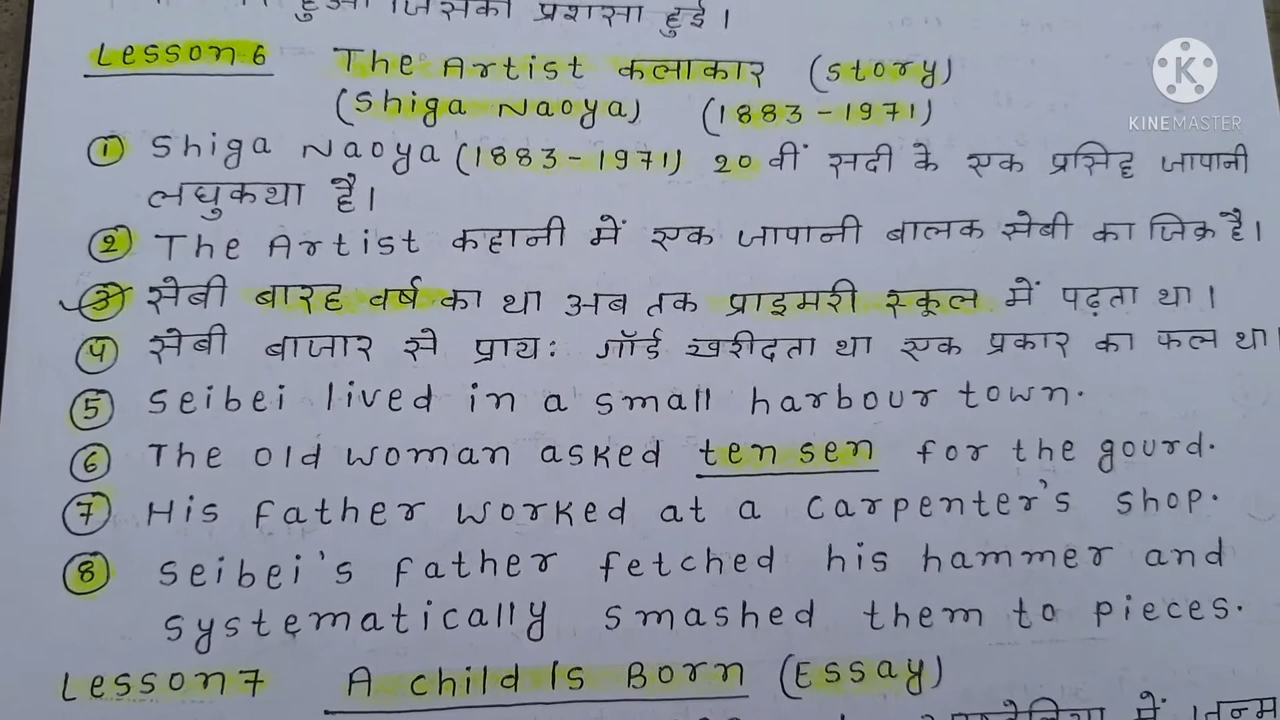 हुआ जिसकी प्रशंसा हुई।
Lesson 6 The Artist कलाकार (Story)
(Shiga Naoya) (1883-1971)
KINEMASTER
① Shiga Naoya (1883-1971) 20 वीं सदी के एक प्रसिद्द जापानी
लघुकथा है।
② The Artist कहानी में एक जापानी बालक सेबी का जिक्र है।
③ सेबी बारह वर्ष का था अब तक प्राइमरी स्कूल में पढ़ता था।
④ सेबी बाजार से प्रायः गॉर्ड खरीदता था एक प्रकार का फल था
⑤ Seibei lived in a small harbour town.
⑥ The old woman asked ten sen for the gourd.
⑦ His father worked at a carpenter's shop.
⑧ Seibei's father fetched his hammer and
systematically smashed them to pieces.
Lesson 7 A child Is Born (Essay)
में